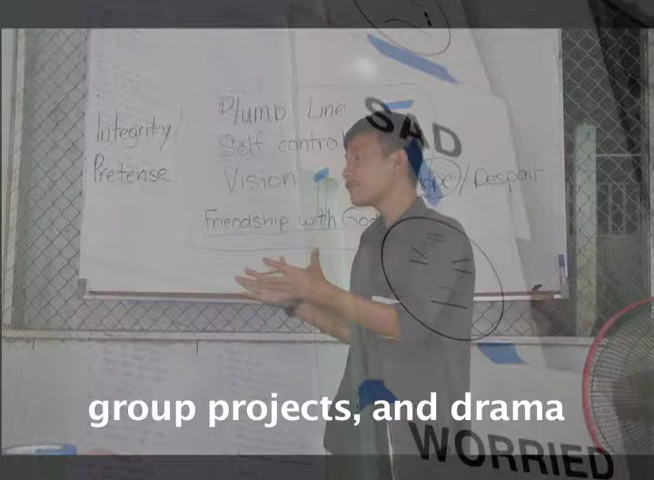 Integrity/
Pretense
Plumb Line
Self control
Vision
/Despair
Friendship with God
SAD
WORRIED
group projects, and drama